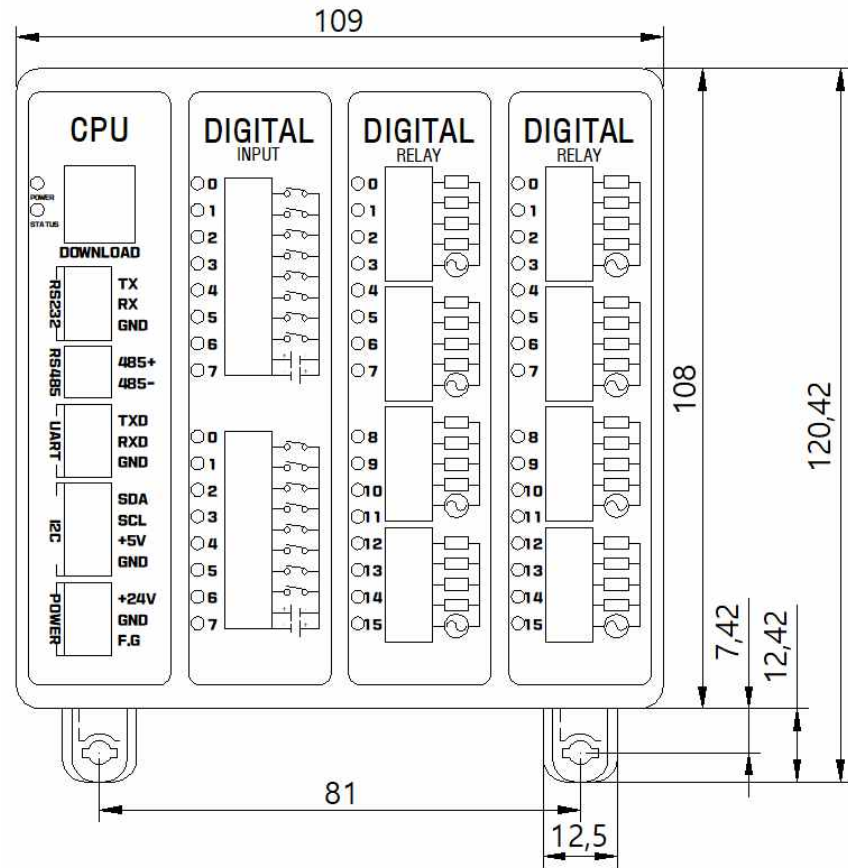 109
CPU
POWER
STATUS
DOWNLOAD
RS232
TX
RX
GND
RS485
485+
485-
UART
TXD
RXD
GND
I2C
SDA
SCL
+5V
GND
POWER
+24V
GND
F.G
DIGITAL
INPUT
0
1
2
3
4
5
6
7
0
1
2
3
4
5
6
7
DIGITAL
RELAY
0
1
2
3
4
5
6
7
8
9
10
11
12
13
14
15
DIGITAL
RELAY
0
1
2
3
4
5
6
7
8
9
10
11
12
13
14
15
108
120,42
7,42
12,42
81
12,5